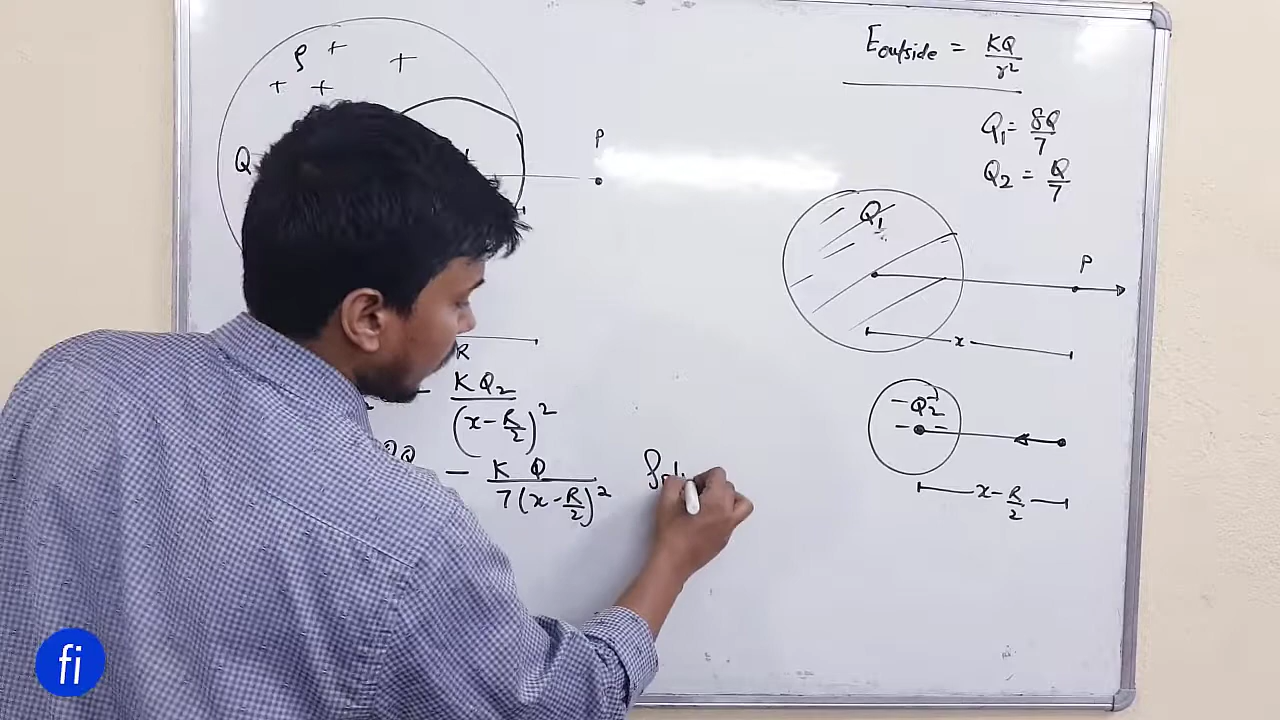 ρ + +
+ +
Q
P
R
- K Q₂ / (x - R/2)²
- K Q / 7(x - R/2)²
E outside = KQ / r²
Q₁ = 8Q / 7
Q₂ = Q / 7
Q₁
P
x
- Q₂
- -
x - R/2
fi